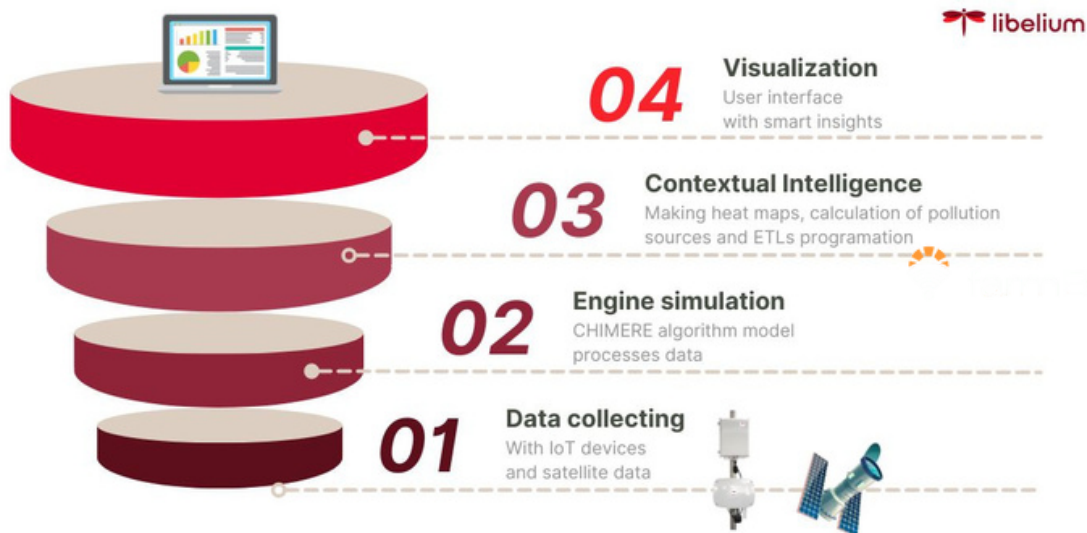 libelium
04
Visualization
User interface
with smart insights
03
Contextual Intelligence
Making heat maps, calculation of pollution
sources and ETLs programation
02
Engine simulation
CHIMERE algorithm model
processes data
01
Data collecting
With IoT devices
and satellite data